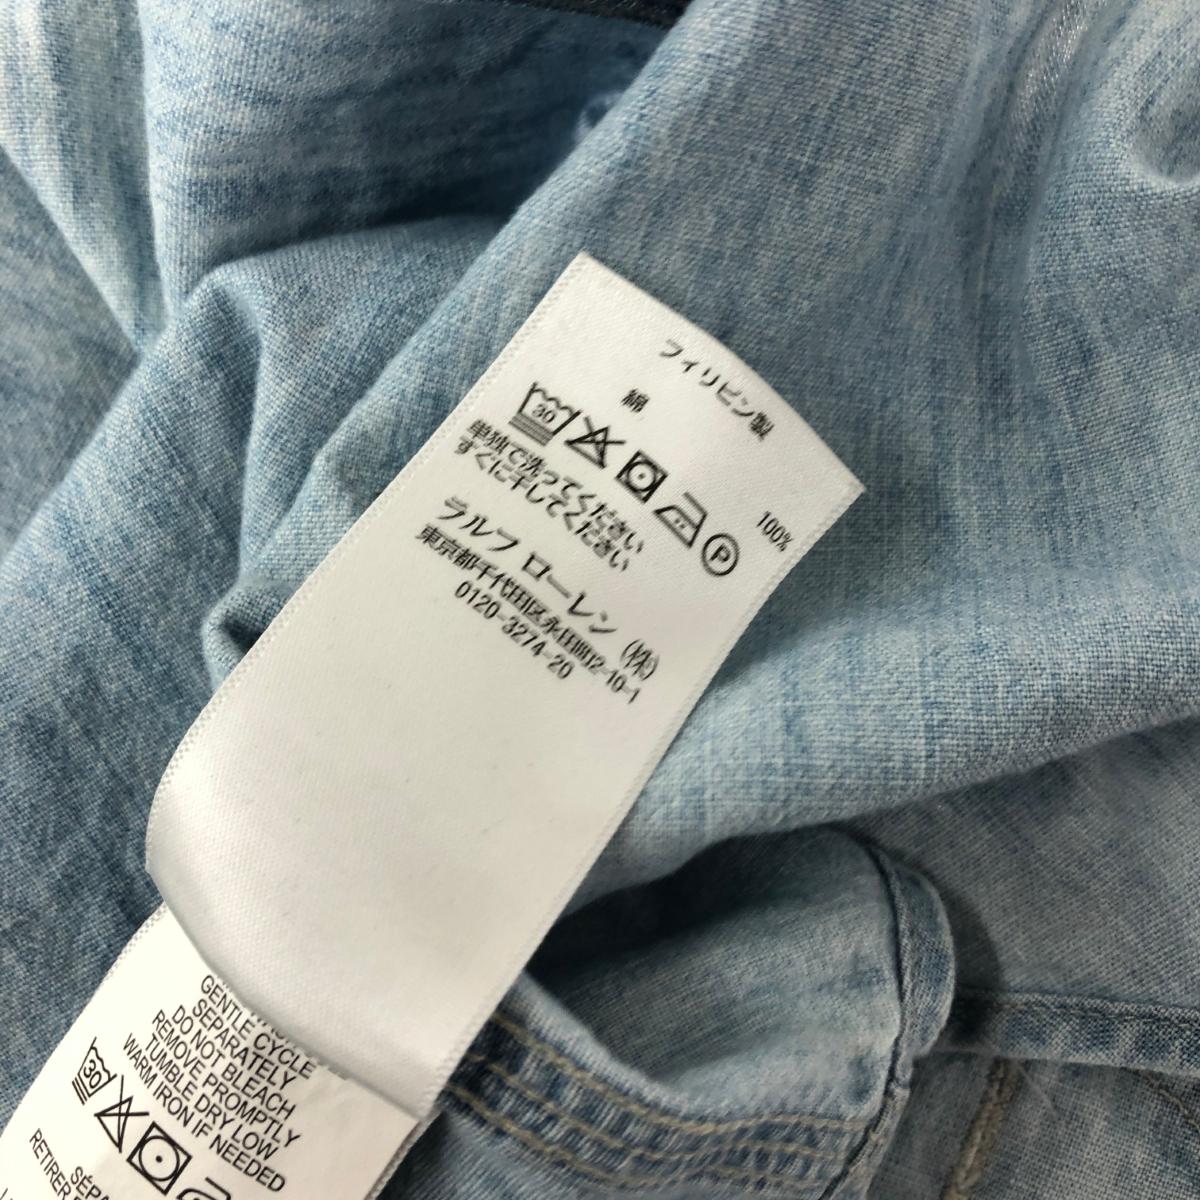 フィリピン製
綿 100%
30 P
単独で洗ってください
すぐに干してください
ラルフ ローレン (株)
東京都千代田区永田町2-10-1
0120-3274-20
GENTLE CYCLE
SEPARATELY
DO NOT BLEACH
REMOVE PROMPTLY
TUMBLE DRY LOW
WARM IRON IF NEEDED
30
RETIRER